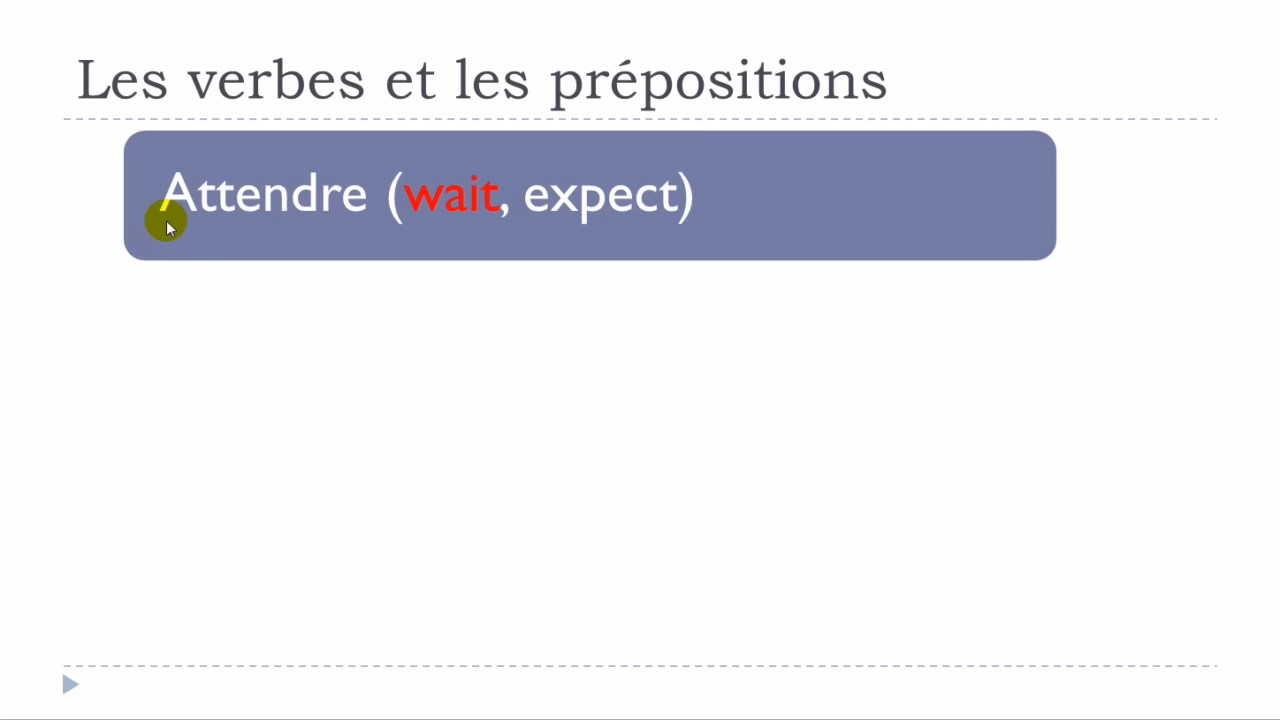 Les verbes et les prépositions
Attendre (wait, expect)